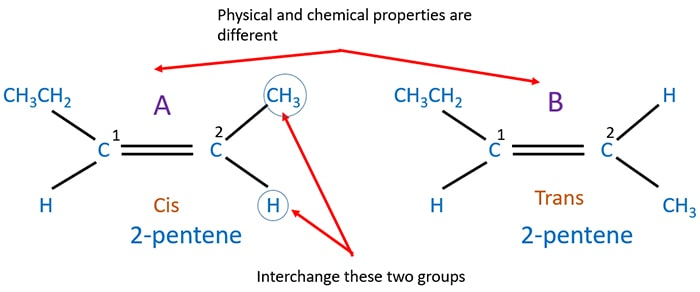 Physical and chemical properties are
different
CH₃CH₂ A CH₃ CH₃CH₂ B H
1 2 1 2
C C C C
H Cis H H Trans CH₃
2-pentene 2-pentene
Interchange these two groups